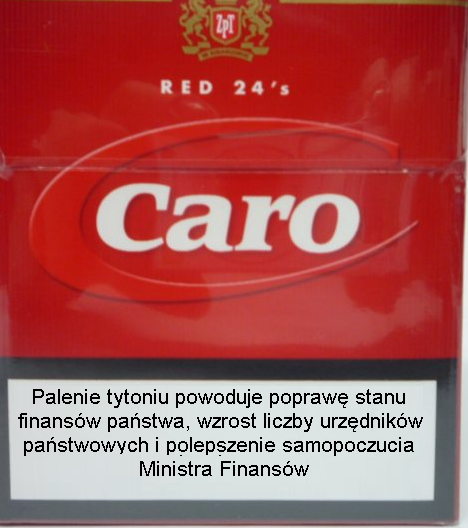 ZPT
RED 24's
Caro
Palenie tytoniu powoduje poprawę stanu
finansów państwa, wzrost liczby urzędników
państwowych i polepszenie samopoczucia
Ministra Finansów